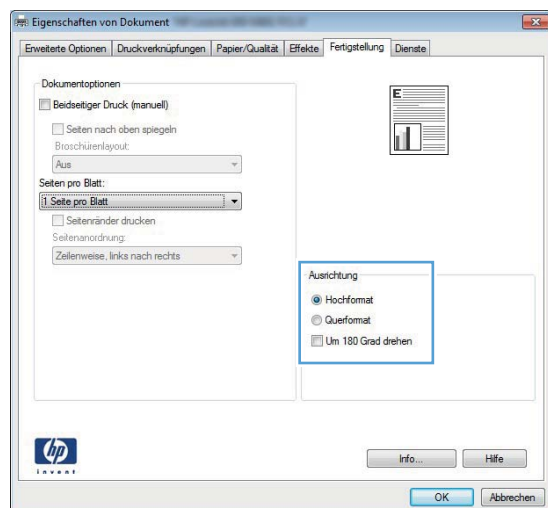 Eigenschaften von Dokument
Erweiterte Optionen Druckverknüpfungen Papier/Qualität Effekte Fertigstellung Dienste
Dokumentoptionen
Beidseitiger Druck (manuell)
Seiten nach oben spiegeln
Broschürenlayout:
Aus
Seiten pro Blatt:
1 Seite pro Blatt
Seitenränder drucken
Seitenanordnung:
Zeilenweise, links nach rechts
E
Ausrichtung
Hochformat
Querformat
Um 180 Grad drehen
hp
invent
Info... Hilfe
OK Abbrechen